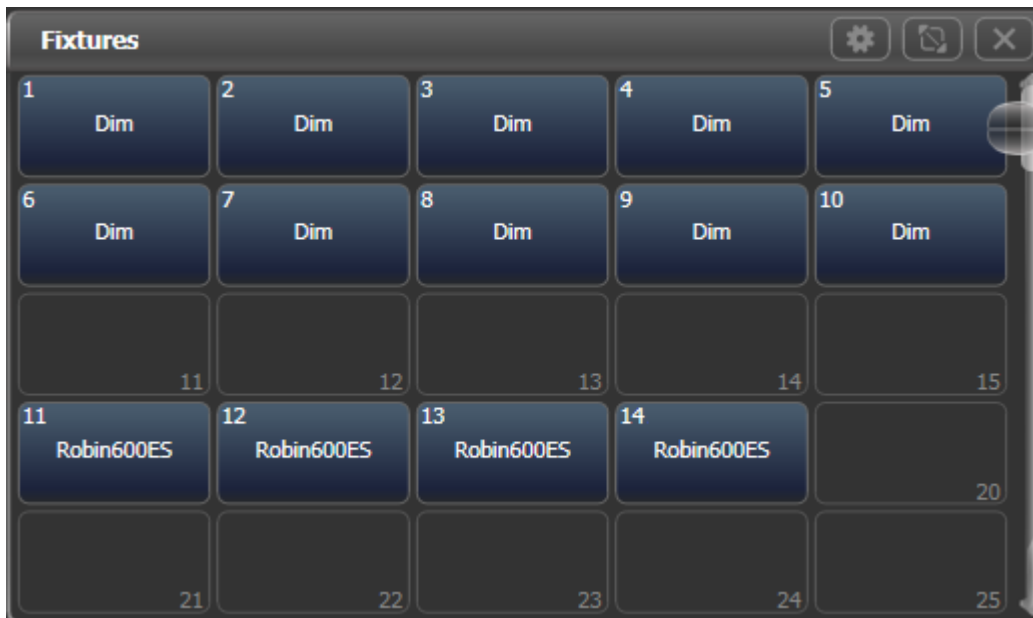 Fixtures
1 2 3 4 5
Dim Dim Dim Dim Dim
6 7 8 9 10
Dim Dim Dim Dim Dim
11 12 13 14 15
11 12 13 14
Robin600ES Robin600ES Robin600ES Robin600ES
20
21 22 23 24 25